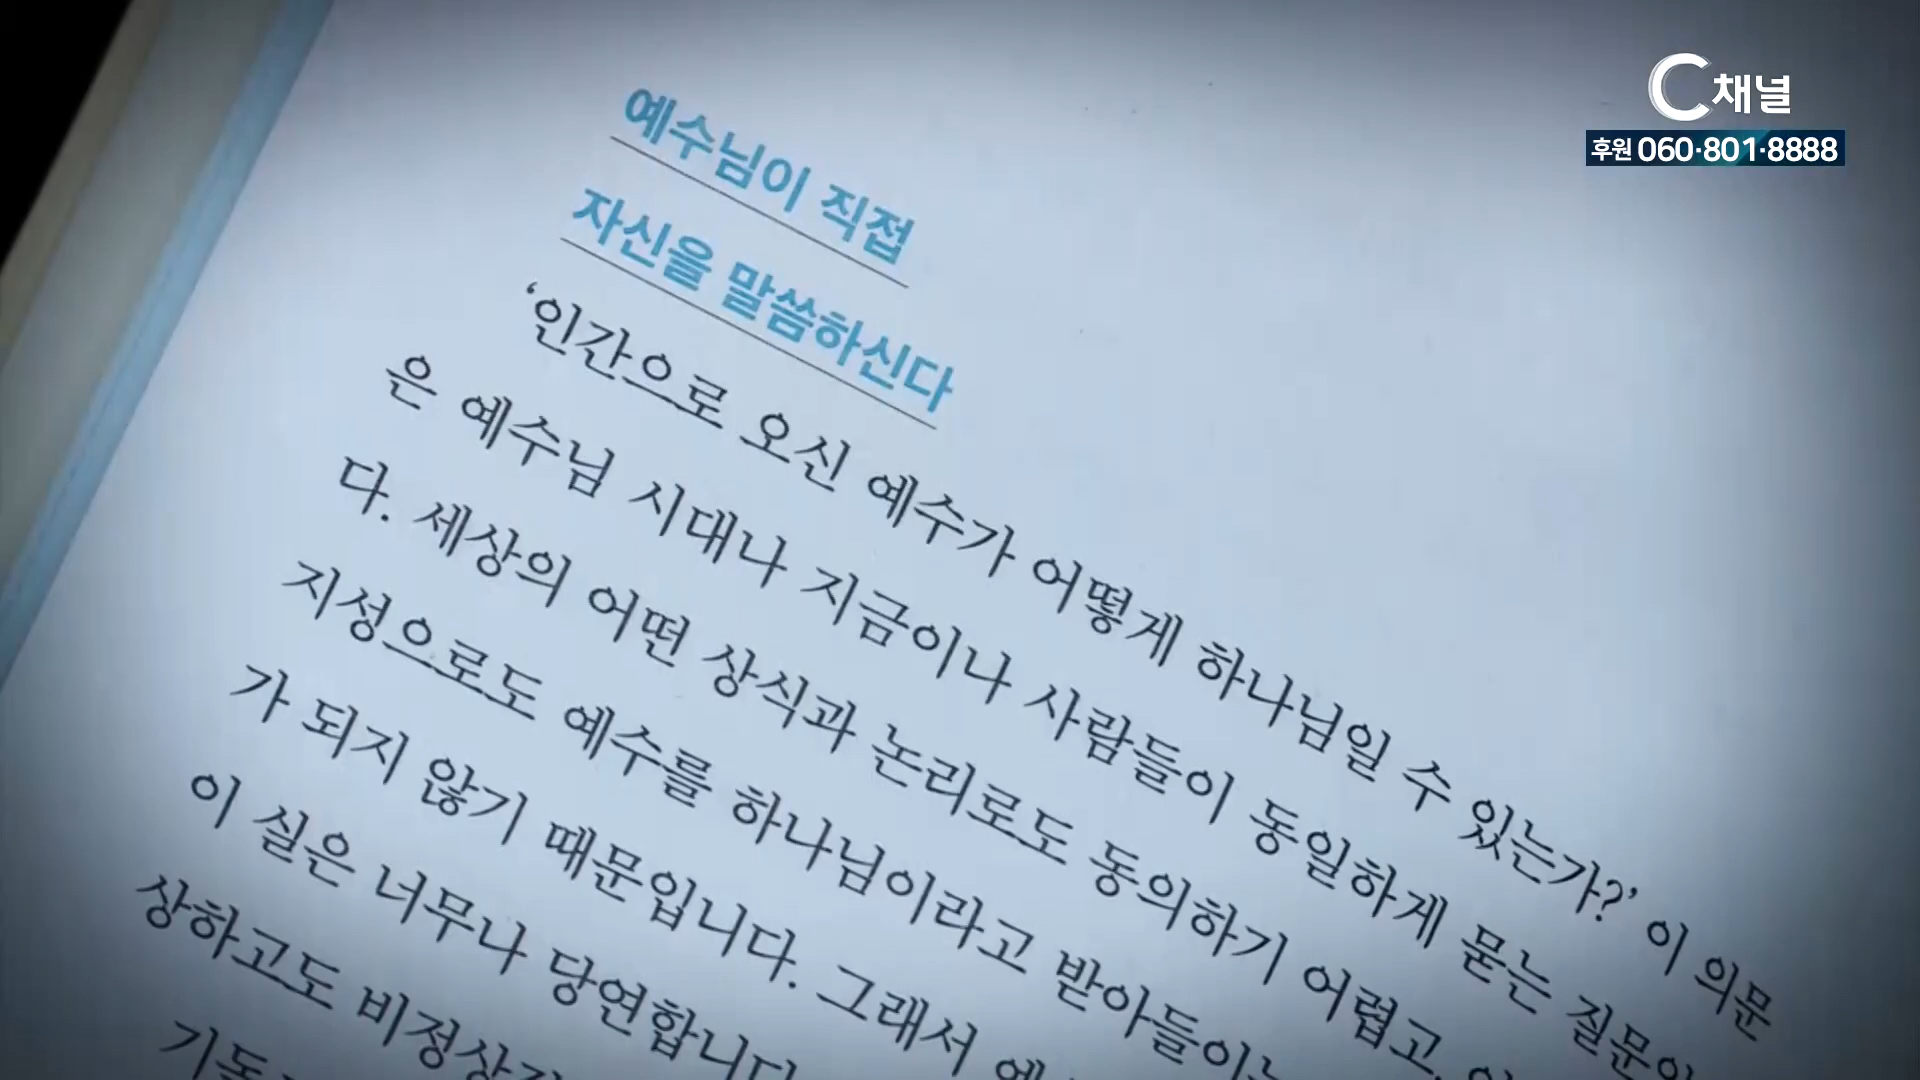 C채널
후원 060·801·8888
예수님이 직접
자신을 말씀하신다
‘인간으로 오신 예수가 어떻게 하나님일 수 있는가?’ 이 의문
은 예수님 시대나 지금이나 사람들이 동일하게 묻는
다. 세상의 어떤 상식과 논리로도 동의하기 어렵고,
지성으로도 예수를 하나님이라고 받아들이는
가 되지 않기 때문입니다. 그래서
이 실은 너무나 당연합니다
상하고도